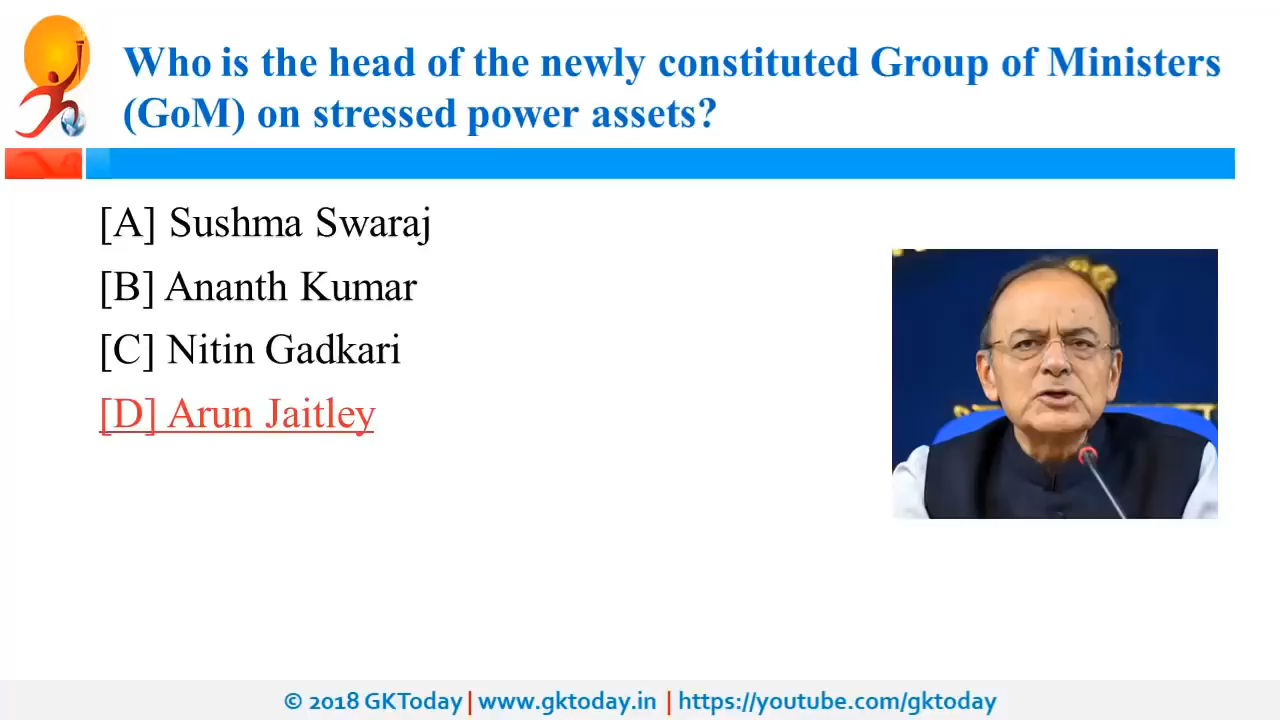 Who is the head of the newly constituted Group of Ministers
(GoM) on stressed power assets?
[A] Sushma Swaraj
[B] Ananth Kumar
[C] Nitin Gadkari
[D] Arun Jaitley
© 2018 GKToday | www.gktoday.in | https://youtube.com/gktoday